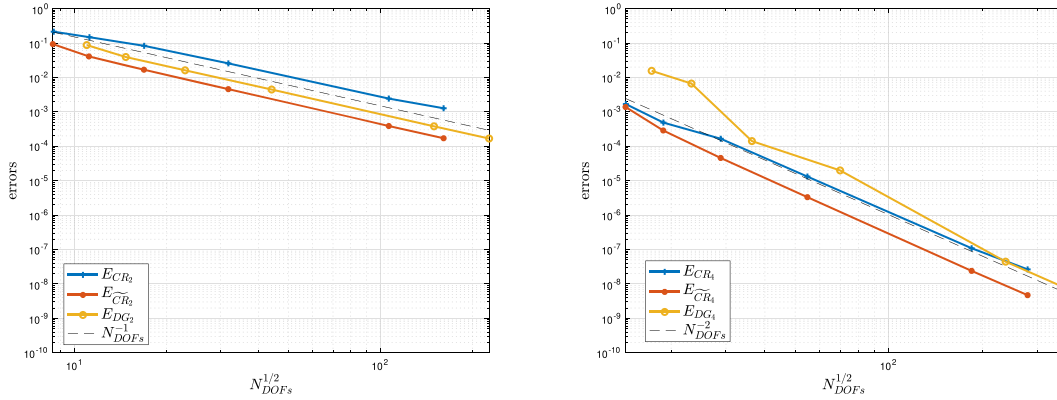 10^0
10^-1
10^-2
10^-3
10^-4
10^-5
10^-6
10^-7
10^-8
10^-9
10^-10
errors
10^1
10^2
N_{DOFs}^{1/2}
E_{CR_2}
E_{\widetilde{CR}_2}
E_{DG_2}
N_{DOFs}^{-1}
10^0
10^-1
10^-2
10^-3
10^-4
10^-5
10^-6
10^-7
10^-8
10^-9
10^-10
errors
10^2
N_{DOFs}^{1/2}
E_{CR_4}
E_{\widetilde{CR}_4}
E_{DG_4}
N_{DOFs}^{-2}